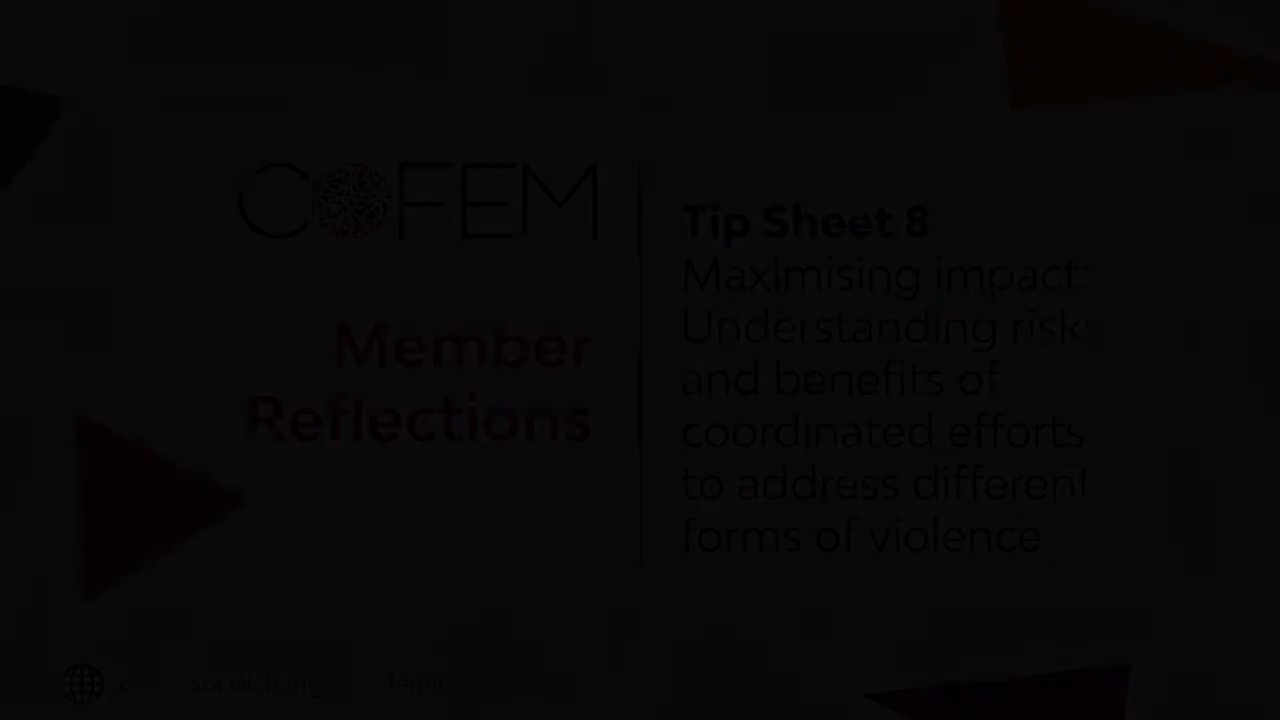 COFEM
Member
Reflections
Tip Sheet 8
Maximising impact:
Understanding risks
and benefits of
coordinated efforts
to address different
forms of violence